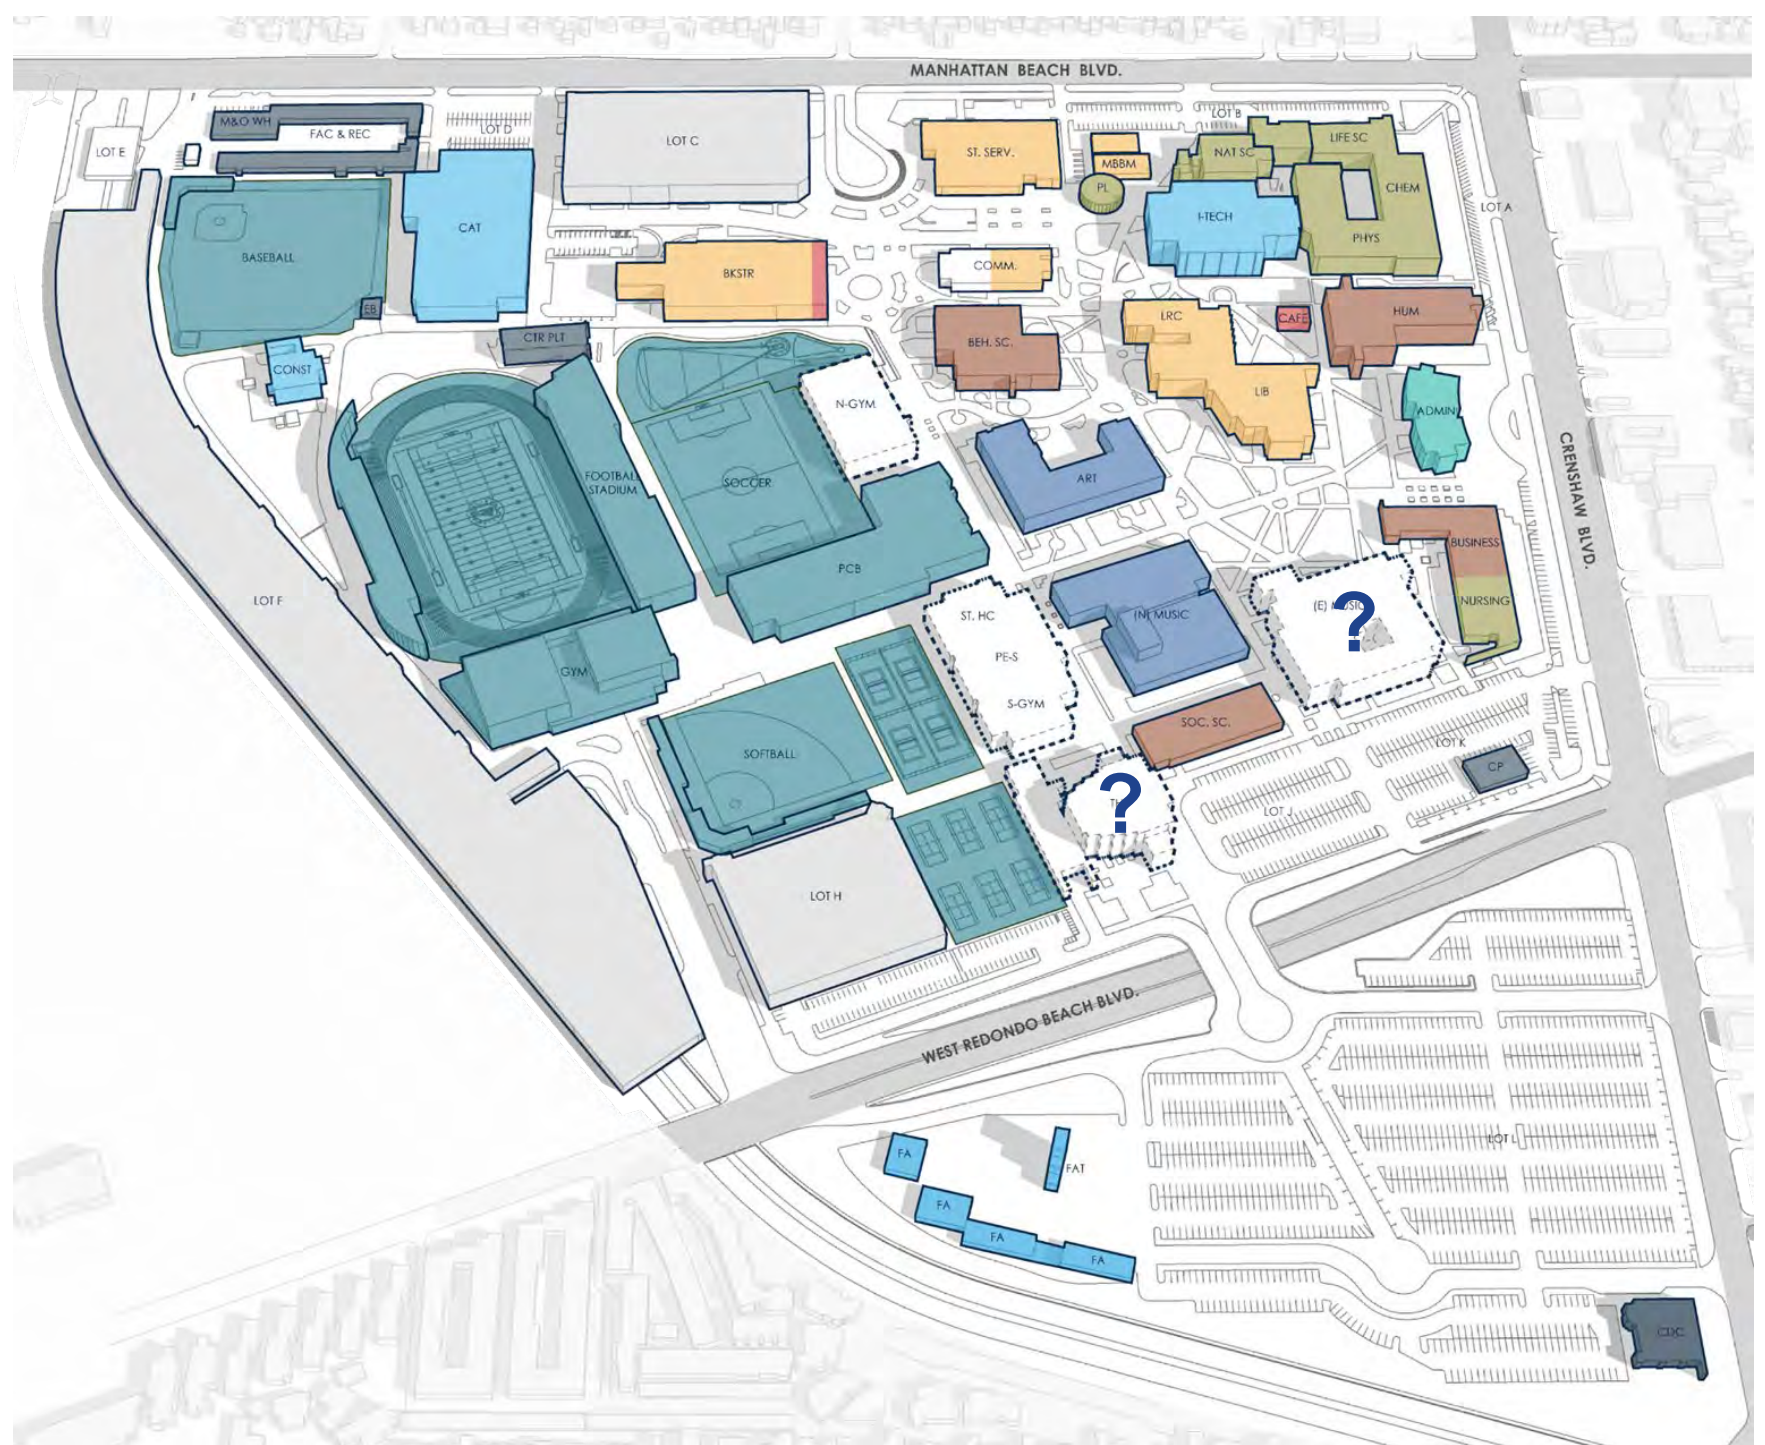 MANHATTAN BEACH BLVD.
M&O WH
FAC & REC
LOT D
LOT E
LOT C
ST. SERV.
MBBM
LOT B
NAT SC
LIFE SC
PL
CHEM
LOT A
I-TECH
PHYS
CAT
BASEBALL
BKSTR
COMM.
EB
CTR PLT
CONST
BEH. SC.
LRC
CAFE
HUM
LIB
ADMIN
N-GYM
ART
CRENSHAW BLVD.
FOOTBALL
STADIUM
SOCCER
BUSINESS
PCB
LOT F
ST. HC
(N) MUSIC
(E) MUSIC
?
NURSING
PE-S
GYM
S-GYM
SOC. SC.
SOFTBALL
LOT K
CP
?
LOT J
LOT H
WEST REDONDO BEACH BLVD.
FA
FAT
LOT L
FA
FA
FA
CDC